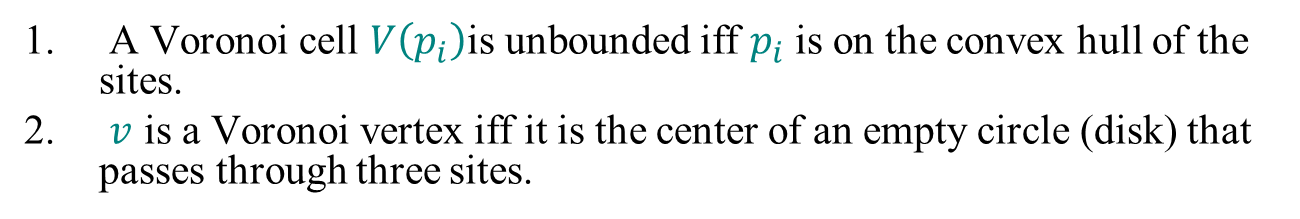 1. A Voronoi cell V(pᵢ)is unbounded iff pᵢ is on the convex hull of the
sites.
2. v is a Voronoi vertex iff it is the center of an empty circle (disk) that
passes through three sites.